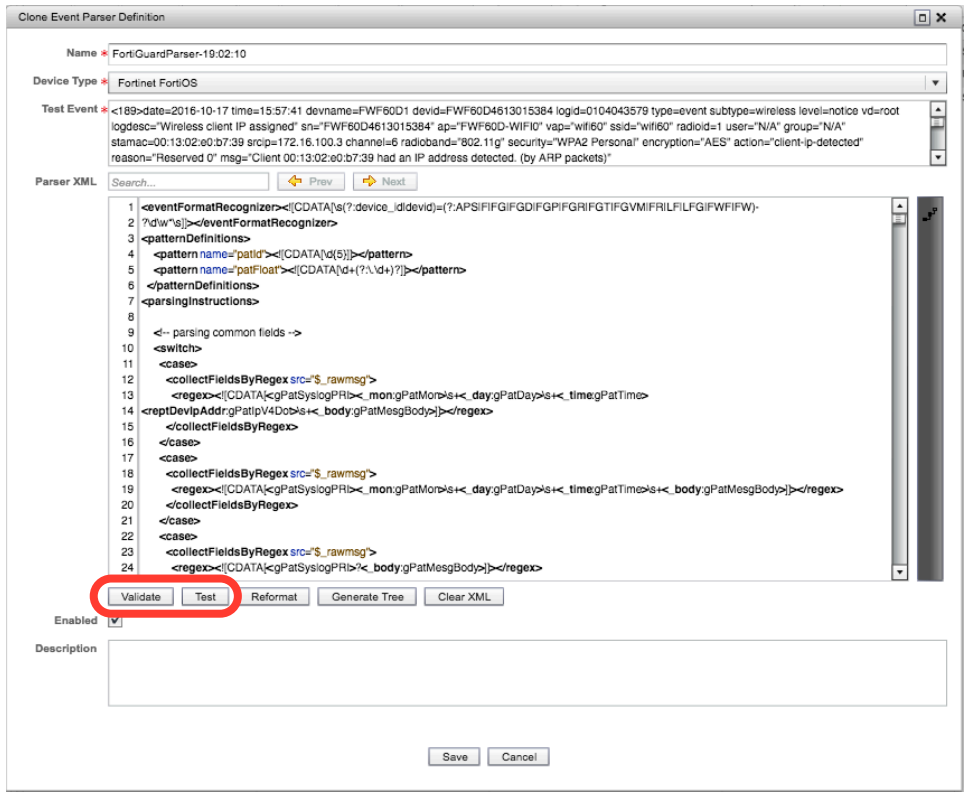 Clone Event Parser Definition
Name * FortiGuardParser-19:02:10
Device Type * Fortinet FortiOS
Test Event * <189>date=2016-10-17 time=15:57:41 devname=FWF60D1 devid=FWF60D4613015384 logid=0104043579 type=event subtype=wireless level=notice vd=root
logdesc="Wireless client IP assigned" sn="FWF60D4613015384" ap="FWF60D-WIFI0" vap="wifi60" ssid="wifi60" radioid=1 user="N/A" group="N/A"
stamac=00:13:02:e0:b7:39 srcip=172.16.100.3 channel=6 radioband="802.11g" security="WPA2 Personal" encryption="AES" action="client-ip-detected"
reason="Reserved 0" msg="Client 00:13:02:e0:b7:39 had an IP address detected. (by ARP packets)"
Parser XML Search... Prev Next
1 <eventFormatRecognizer><![CDATA[\s(?:device_id|devid)=(?:APS|F|FG|FGD|FGP|FGR|FGT|FGVM|FR|LF|LFG|FWF|FW)-
2 ?\d\w*\s]]></eventFormatRecognizer>
3 <patternDefinitions>
4 <pattern name="patId"><![CDATA[\d{5}]]></pattern>
5 <pattern name="patFloat"><![CDATA[\d+(?:\.\d+)?]]></pattern>
6 </patternDefinitions>
7 <parsingInstructions>
8
9 <!-- parsing common fields -->
10 <switch>
11 <case>
12 <collectFieldsByRegex src="$_rawmsg">
13 <regex><![CDATA[<gPatSyslogPRI><_mon:gPatMon>\s+<_day:gPatDay>\s+<_time:gPatTime>
14 <reptDevIpAddr:gPatIpV4Dot>\s+<_body:gPatMesgBody>]]></regex>
15 </collectFieldsByRegex>
16 </case>
17 <case>
18 <collectFieldsByRegex src="$_rawmsg">
19 <regex><![CDATA[<gPatSyslogPRI><_mon:gPatMon>\s+<_day:gPatDay>\s+<_time:gPatTime>\s+<_body:gPatMesgBody>]]></regex>
20 </collectFieldsByRegex>
21 </case>
22 <case>
23 <collectFieldsByRegex src="$_rawmsg">
24 <regex><![CDATA[<gPatSyslogPRI>?<_body:gPatMesgBody>]]></regex>
Validate Test Reformat Generate Tree Clear XML
Enabled
Description
Save Cancel